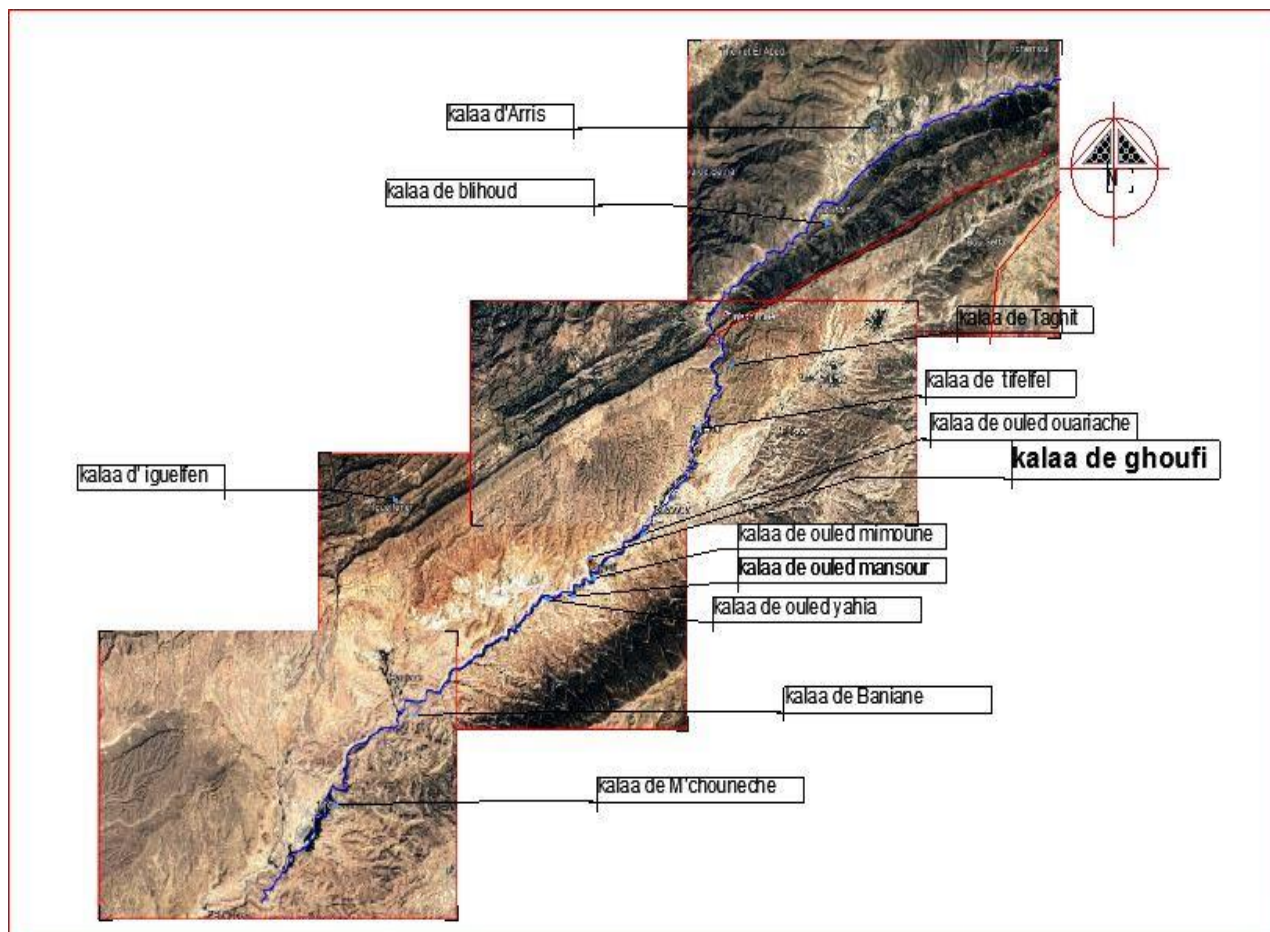 kalaa d'Arris
kalaa de blihoud
kalaa de Taghit
kalaa de tifelfel
kalaa de ouled ouariache
kalaa de ghoufi
kalaa d' iguelfen
kalaa de ouled mimoune
kalaa de ouled mansour
kalaa de ouled yahia
kalaa de Baniane
kalaa de M'chouneche
N